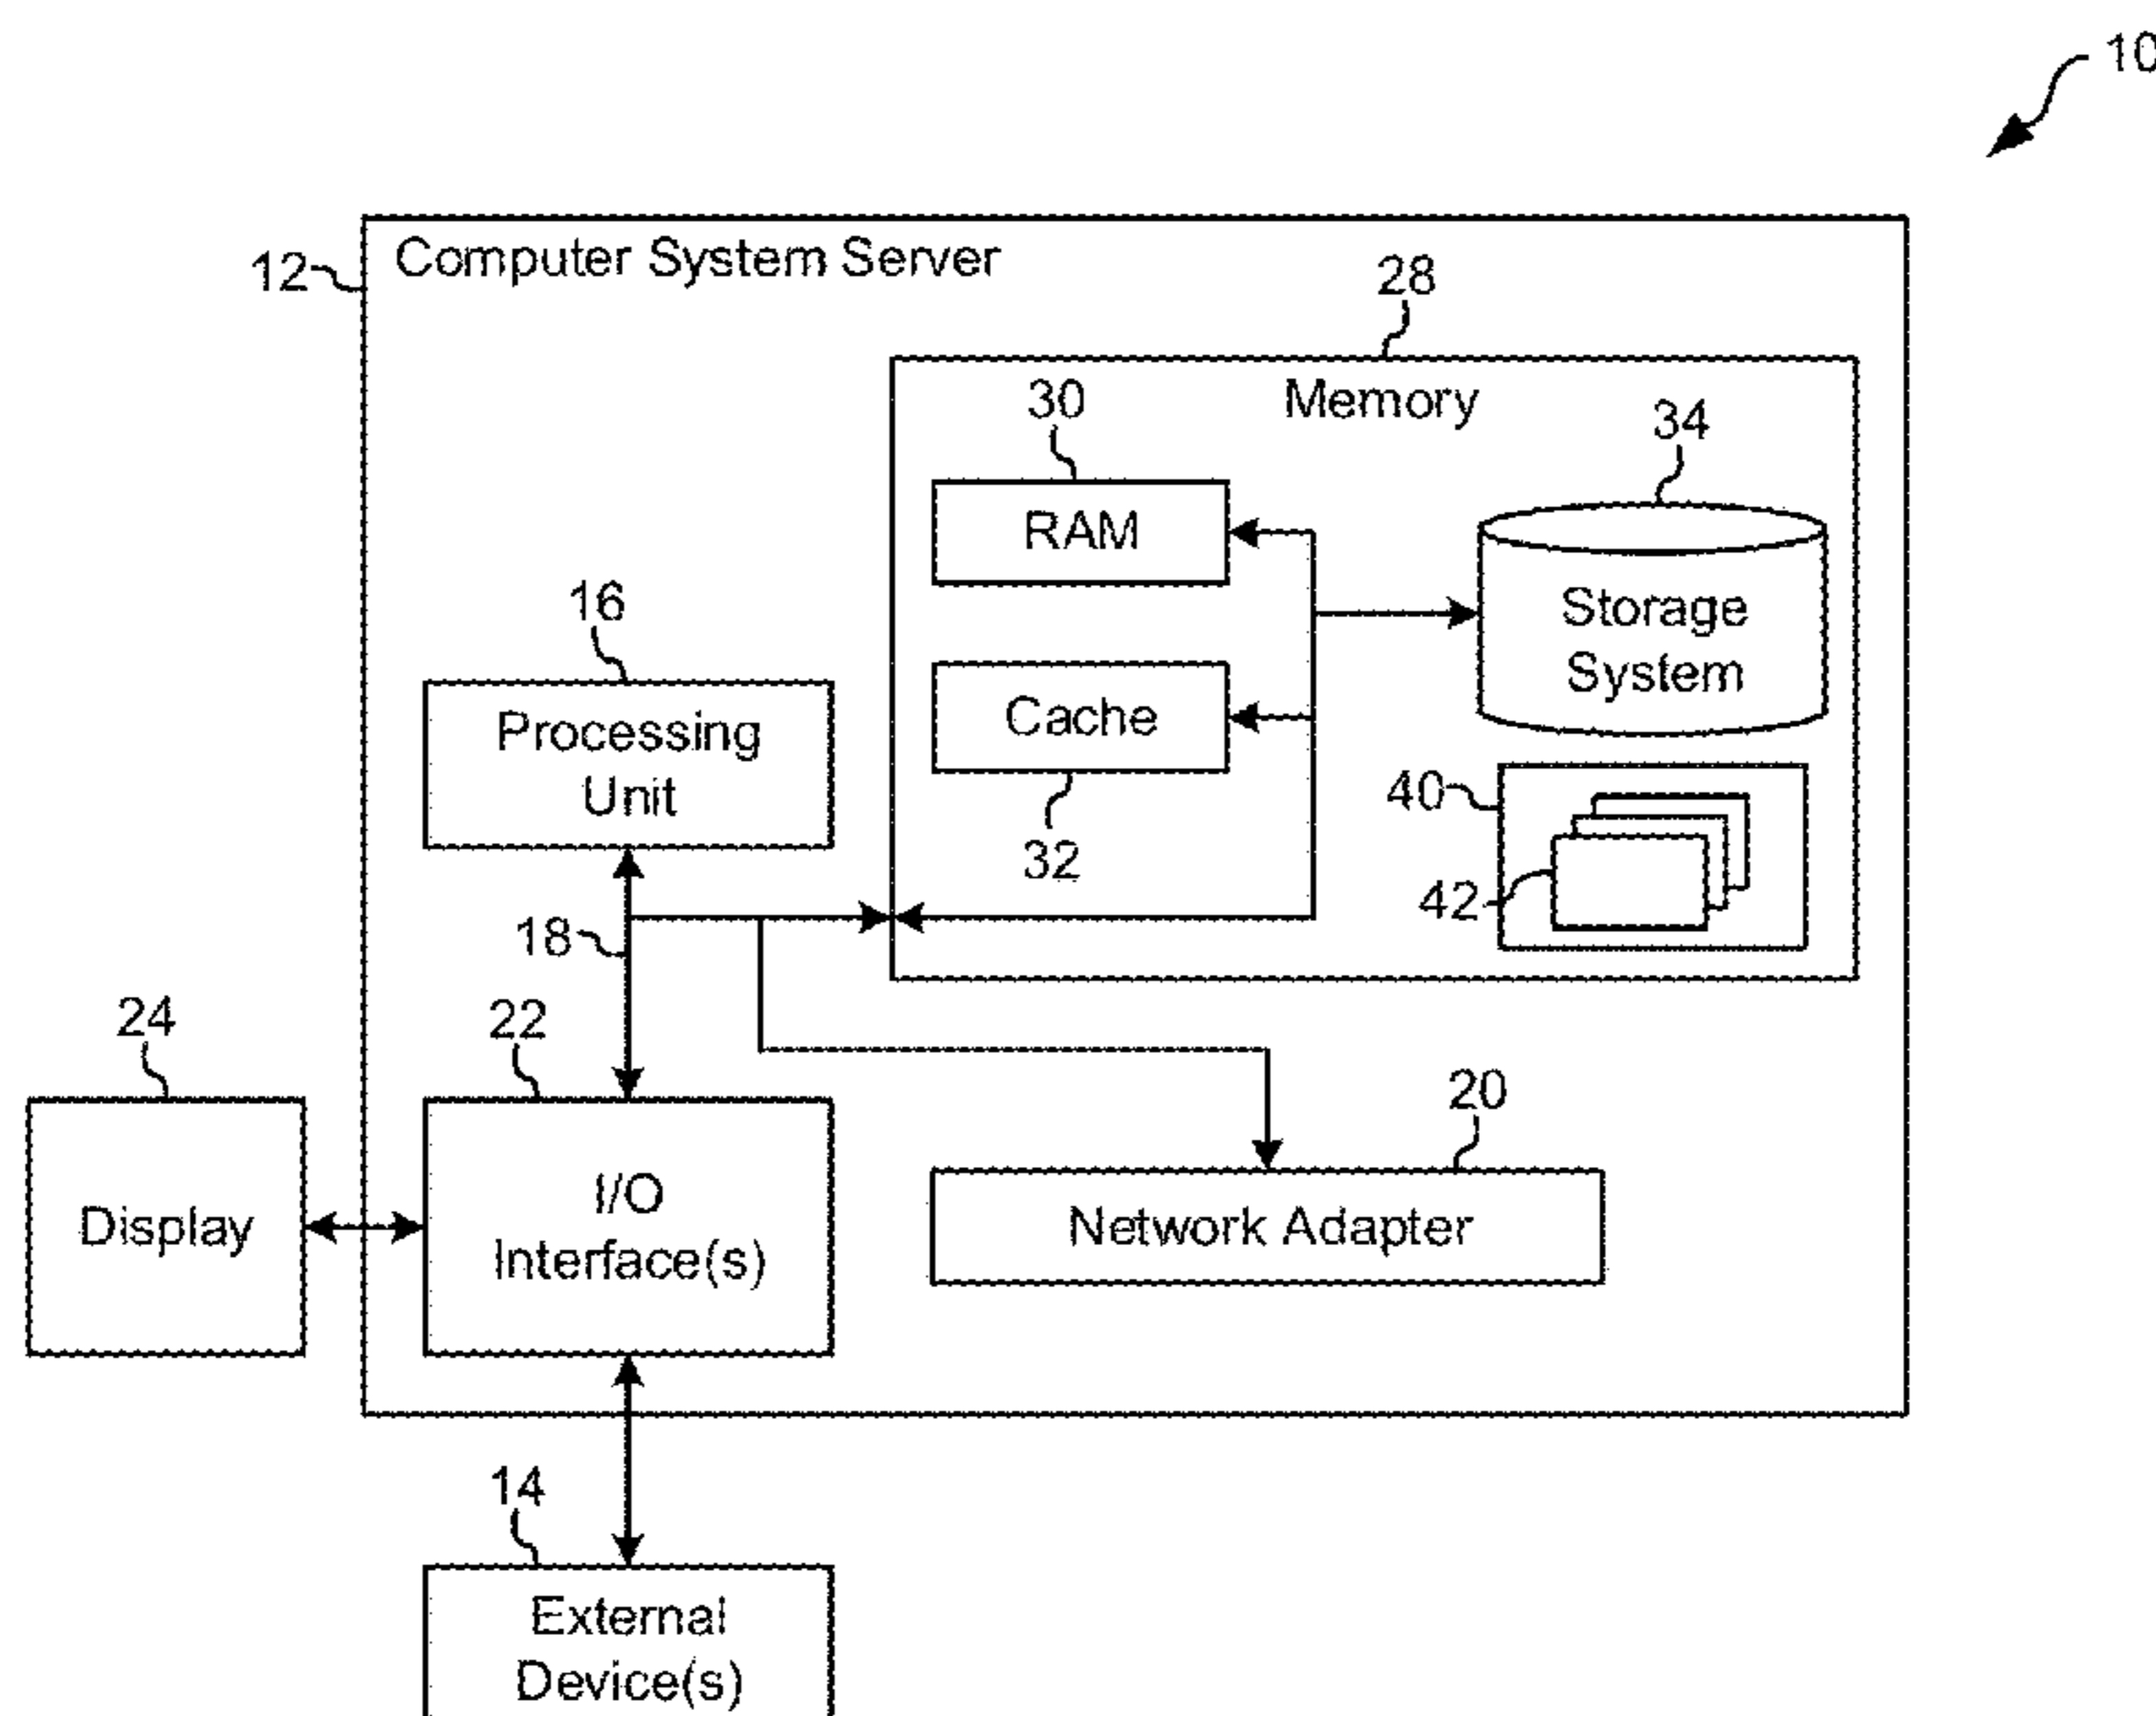 10
12
Computer System Server
28
Memory
30
34
RAM
Storage
System
16
Processing
Unit
Cache
32
40
42
18
24
22
20
Display
I/O
Interface(s)
Network Adapter
14
External
Device(s)